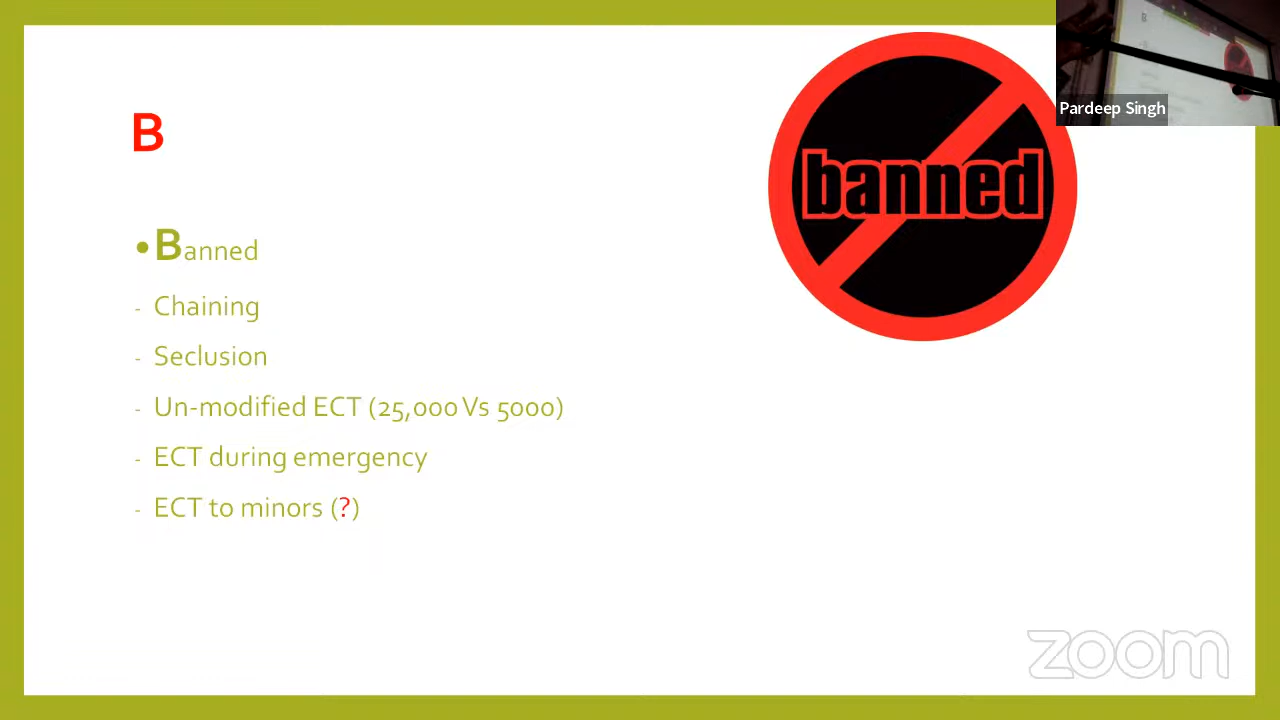 B
banned
Pardeep Singh
•Banned
- Chaining
- Seclusion
- Un-modified ECT (25,000 Vs 5000)
- ECT during emergency
- ECT to minors (?)
zoom